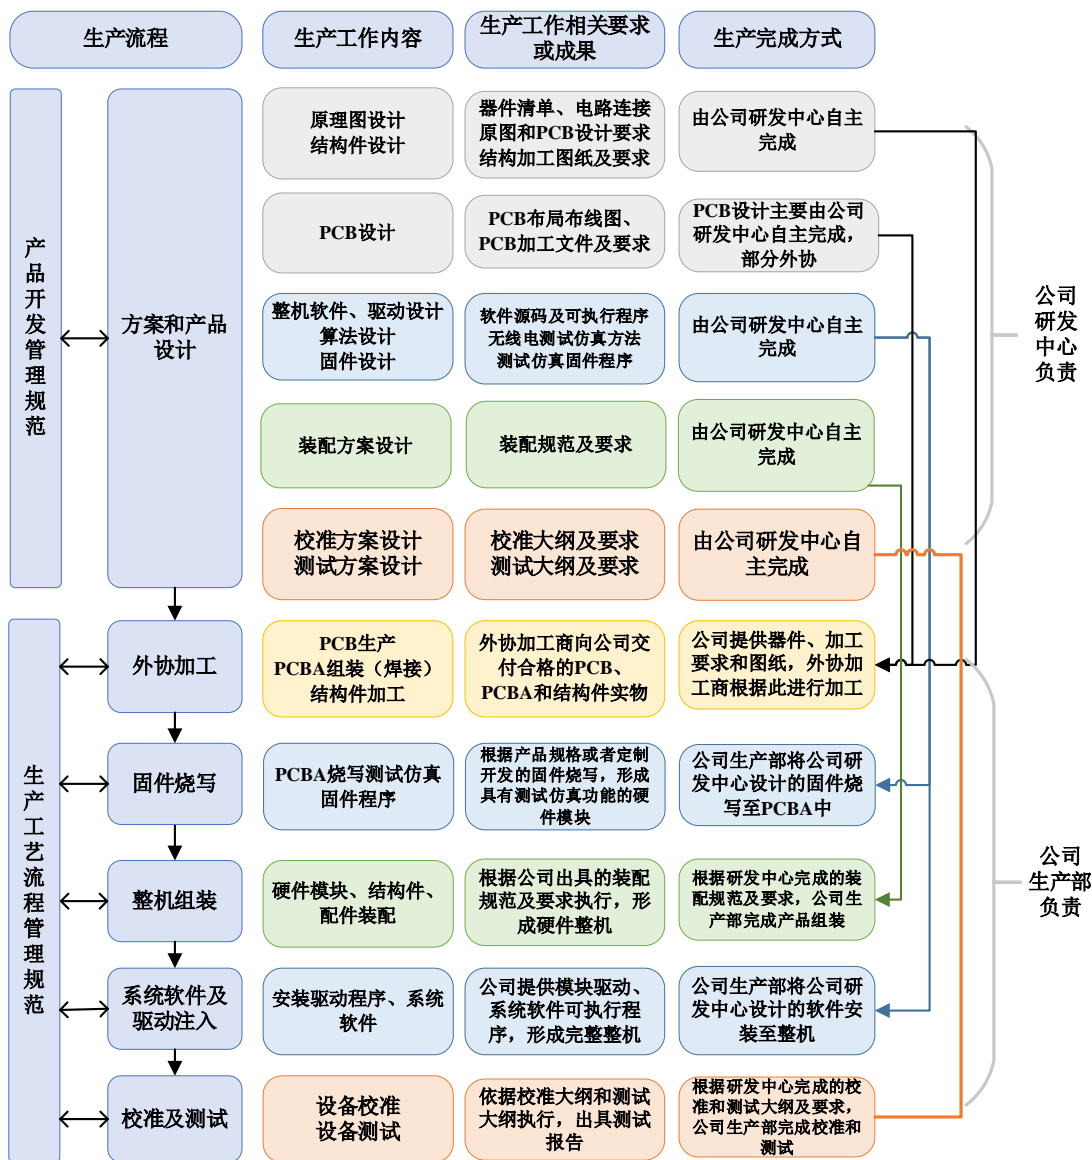 生产流程
生产工作内容
生产工作相关要求
或成果
生产完成方式
产品开发管理规范
方案和产品
设计
原理图设计
结构件设计
器件清单、电路连接
原图和PCB设计要求
结构加工图纸及要求
由公司研发中心自主
完成
PCB设计
PCB布局布线图、
PCB加工文件及要求
PCB设计主要由公司
研发中心自主完成，
部分外协
整机软件、驱动设计
算法设计
固件设计
软件源码及可执行程序
无线电测试仿真方法
测试仿真固件程序
由公司研发中心自主
完成
装配方案设计
装配规范及要求
由公司研发中心自主
完成
校准方案设计
测试方案设计
校准大纲及要求
测试大纲及要求
由公司研发中心自
主完成
公司
研发
中心
负责
生产工艺流程管理规范
外协加工
PCB生产
PCBA组装（焊接）
结构件加工
外协加工商向公司交
付合格的PCB、
PCBA和结构件实物
公司提供器件、加工
要求和图纸，外协加
工商根据此进行加工
固件烧写
PCBA烧写测试仿真
固件程序
根据产品规格或者定制
开发的固件烧写，形成
具有测试仿真功能的硬
件模块
公司生产部将公司研
发中心设计的固件烧
写至PCBA中
整机组装
硬件模块、结构件、
配件装配
根据公司出具的装配
规范及要求执行，形
成硬件整机
根据研发中心完成的装
配规范及要求，公司生
产部完成产品组装
系统软件及
驱动注入
安装驱动程序、系统
软件
公司提供模块驱动、
系统软件可执行程
序，形成完整整机
公司生产部将公司研
发中心设计的软件安
装至整机
校准及测试
设备校准
设备测试
依据校准大纲和测试
大纲执行，出具测试
报告
根据研发中心完成的校
准和测试大纲及要求，
公司生产部完成校准和
测试
公司
生产部
负责